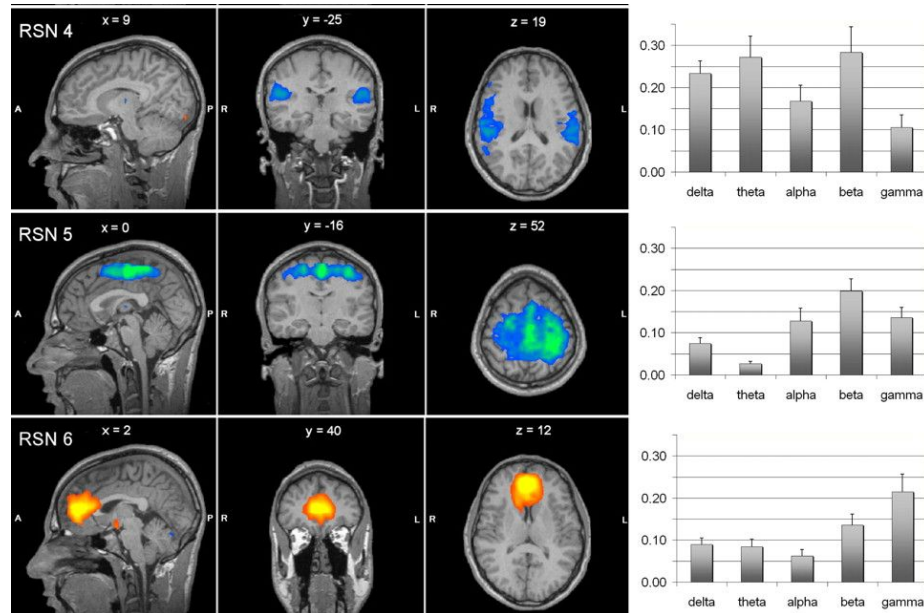 RSN 4
x = 9
y = -25
z = 19
A
P
R
L
R
L
0.30
0.20
0.10
0.00
delta theta alpha beta gamma
RSN 5
x = 0
y = -16
z = 52
A
P
R
L
R
L
0.30
0.20
0.10
0.00
delta theta alpha beta gamma
RSN 6
x = 2
y = 40
z = 12
A
P
R
L
R
L
0.30
0.20
0.10
0.00
delta theta alpha beta gamma